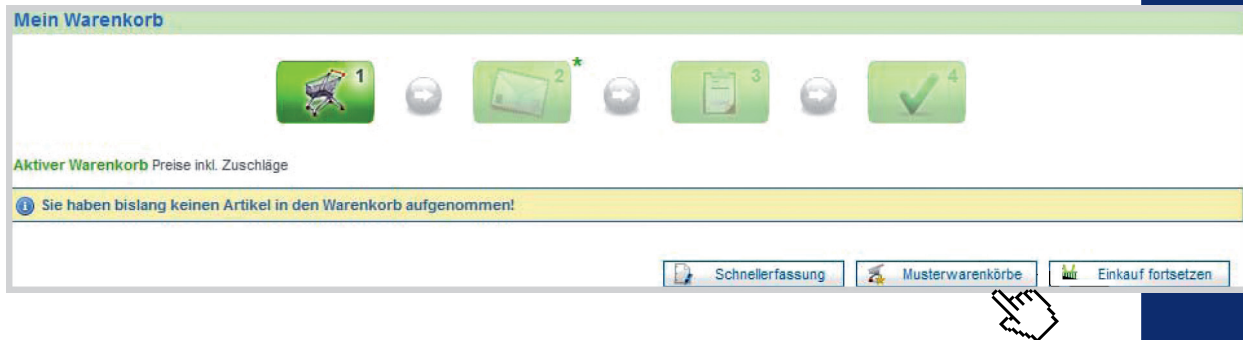 Mein Warenkorb
1 2 * 3 4
Aktiver Warenkorb Preise inkl. Zuschläge
Sie haben bislang keinen Artikel in den Warenkorb aufgenommen!
Schnellerfassung Musterwarenkörbe Einkauf fortsetzen